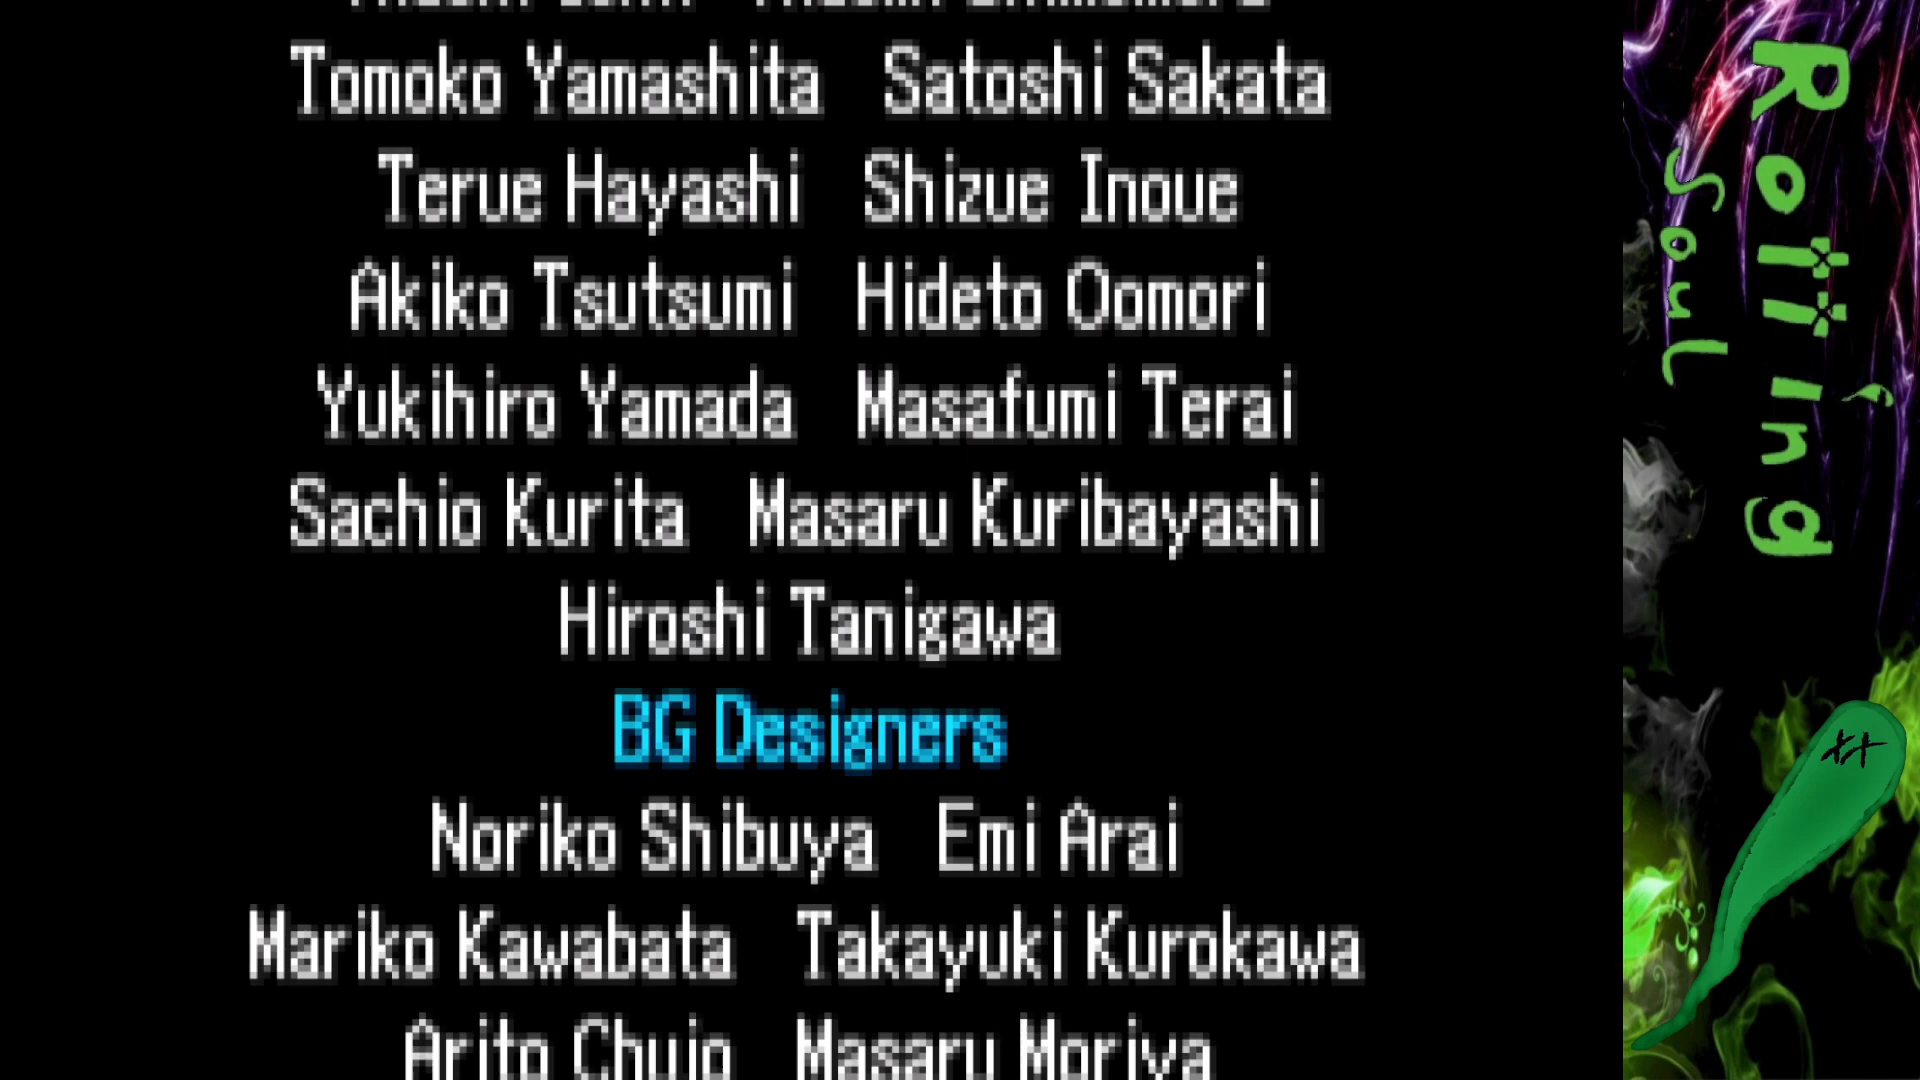 Tomoko Yamashita Satoshi Sakata
Terue Hayashi Shizue Inoue
Akiko Tsutsumi Hideto Oomori
Yukihiro Yamada Masafumi Terai
Sachio Kurita Masaru Kuribayashi
Hiroshi Tanigawa
BG Designers
Noriko Shibuya Emi Arai
Mariko Kawabata Takayuki Kurokawa
Arito Chujo Masaru Moriya
Rotting
Soul